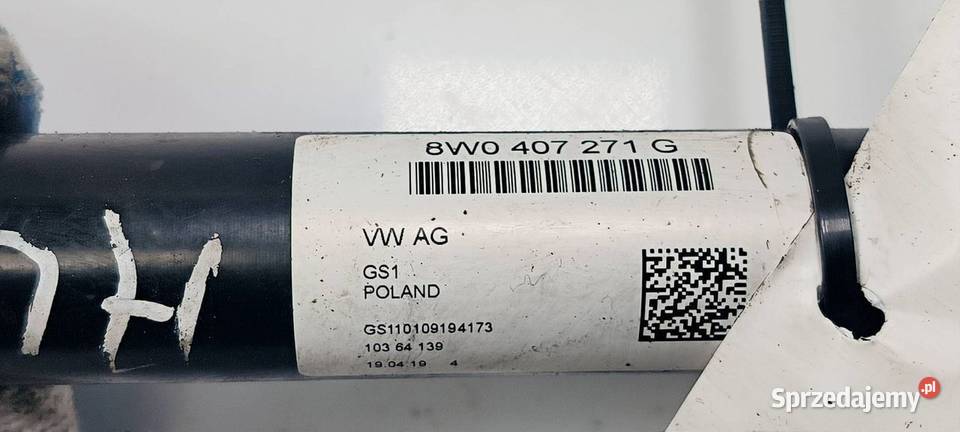 8W0 407 271 G
VW AG
GS1
POLAND
GS110109194173
103 64 139
19.04.19 4
Sprzedajemy.pl